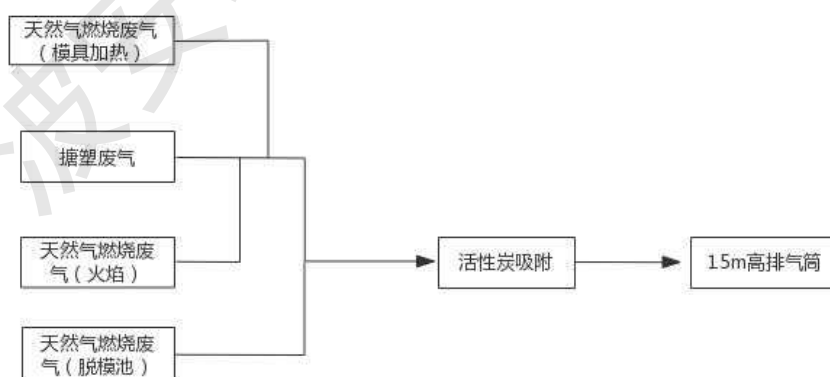 天然气燃烧废气
（模具加热）
搪塑废气
天然气燃烧废
气（火焰）
活性炭吸附
15m高排气筒
天然气燃烧废
气（脱模池）